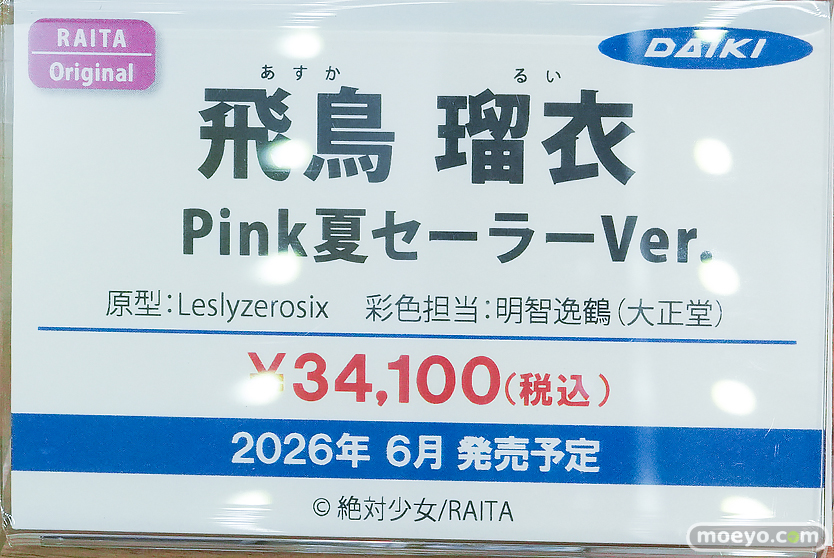 RAITA
Original
DAIKI
あすか るい
飛鳥 瑠衣
Pink夏セーラーVer.
原型：Leslyzerosix 彩色担当：明智逸鶴（大正堂）
¥34,100（税込）
2026年 6月 発売予定
© 絶対少女/RAITA
moeyo.com